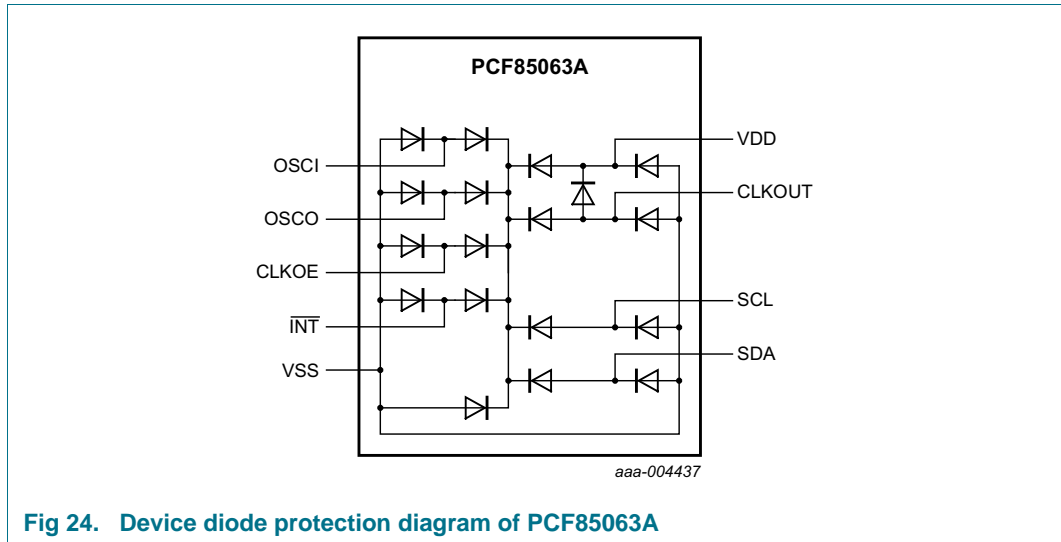 PCF85063A
OSCI
OSCO
CLKOE
INT
VSS
VDD
CLKOUT
SCL
SDA
aaa-004437
Fig 24. Device diode protection diagram of PCF85063A